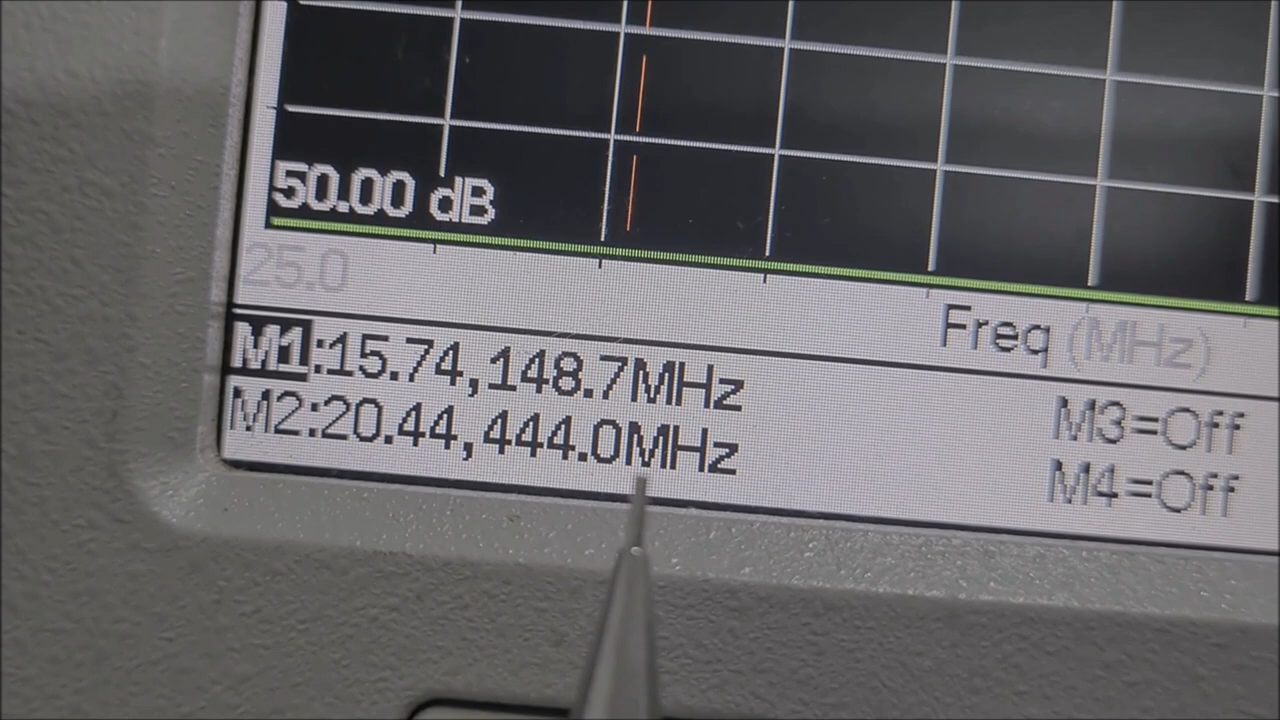 50.00 dB
25.0
Freq (MHz)
M1:15.74,148.7MHz
M2:20.44,444.0MHz
M3=Off
M4=Off